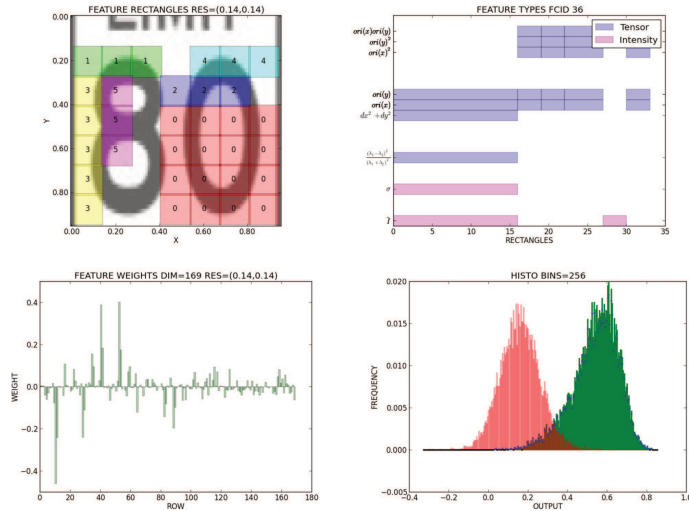 FEATURE RECTANGLES RES=(0.14,0.14)
0.00
0.20
0.40
0.60
0.80
Y
1 1 1 4 4 4
3 5 2 2 2
3 5 0 0 0 0
3 5 0 0 0 0
3 0 0 0 0
3 0 0 0 0
80
0.00 0.20 0.40 0.60 0.80
X
FEATURE TYPES FCID 36
Tensor
Intensity
ori(x)ori(y)
ori(y)²
ori(x)²
ori(y)
ori(x)
dx² + dy²
(λ₁−λ₂)²
(λ₁+λ₂)²
σ
Ī
0 5 10 15 20 25 30 35
RECTANGLES
FEATURE WEIGHTS DIM=169 RES=(0.14,0.14)
0.4
0.2
0.0
−0.2
−0.4
WEIGHT
0 20 40 60 80 100 120 140 160 180
ROW
HISTO BINS=256
0.020
0.015
0.010
0.005
0.000
−0.005
FREQUENCY
−0.4 −0.2 0.0 0.2 0.4 0.6 0.8 1.0
OUTPUT